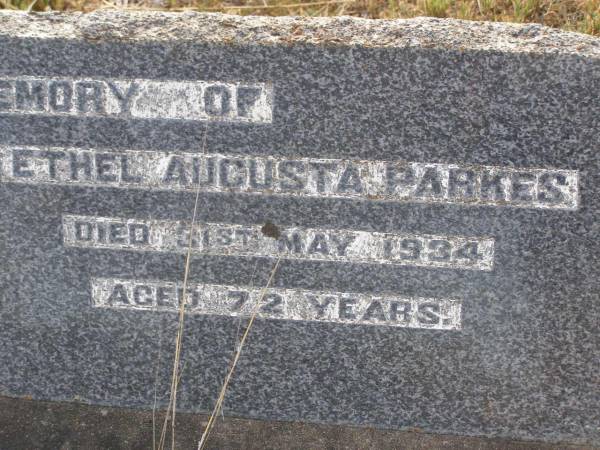 EMORY OF
ETHEL AUGUSTA PARKES
DIED 31ST MAY 1934
AGED 72 YEARS.